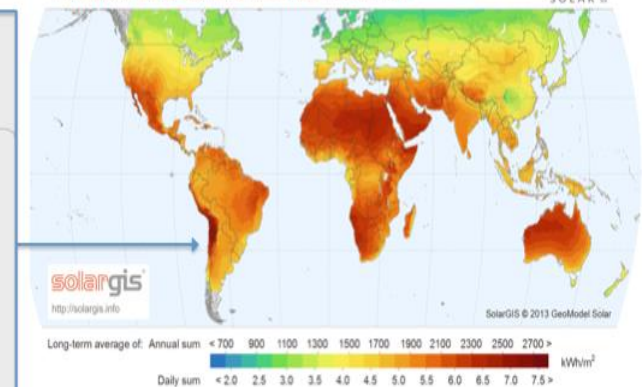 solargis
http://solargis.info
SolarGIS © 2013 GeoModel Solar
Long-term average of: Annual sum < 700 900 1100 1300 1500 1700 1900 2100 2300 2500 2700 > kWh/m²
Daily sum < 2.0 2.5 3.0 3.5 4.0 4.5 5.0 5.5 6.0 6.5 7.0 7.5 >